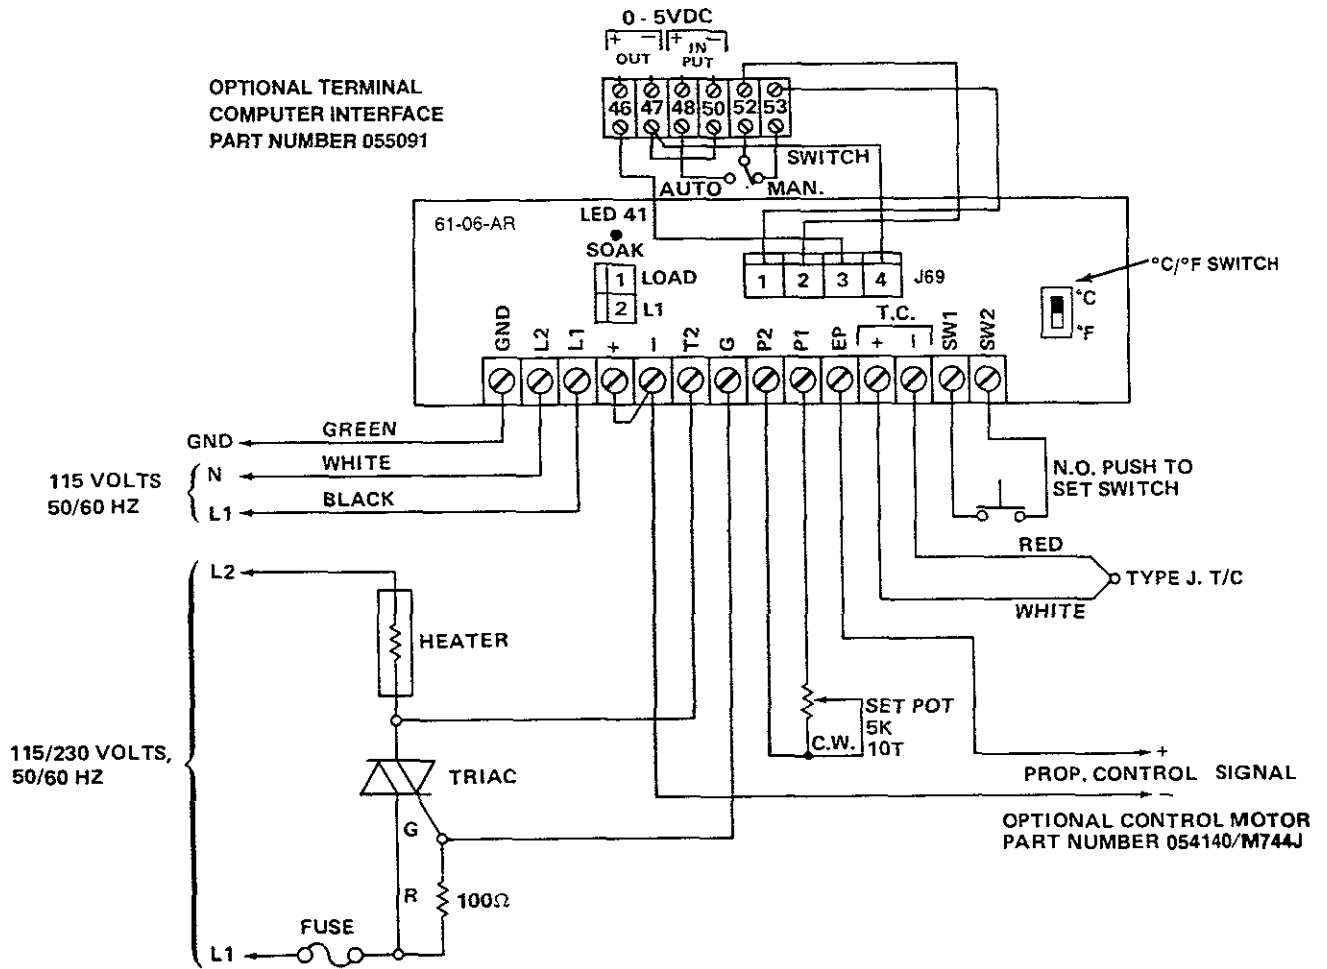 0 - 5VDC
+ − + −
OUT IN
PUT
OPTIONAL TERMINAL
COMPUTER INTERFACE
PART NUMBER 055091
46 47 48 50 52 53
SWITCH
AUTO MAN.
61-06-AR
LED 41
SOAK
1 LOAD
2 L1
1 2 3 4 J69
°C/°F SWITCH
°C
°F
T.C.
GND L2 L1 + − T2 G P2 P1 EP + − SW1 SW2
GND GREEN
N WHITE
L1 BLACK
115 VOLTS
50/60 HZ
N.O. PUSH TO
SET SWITCH
RED
TYPE J. T/C
WHITE
L2
HEATER
SET POT
5K
10T
C.W.
115/230 VOLTS,
50/60 HZ
TRIAC
+
PROP. CONTROL SIGNAL
−
OPTIONAL CONTROL MOTOR
PART NUMBER 054140/M744J
G
R
100Ω
FUSE
L1